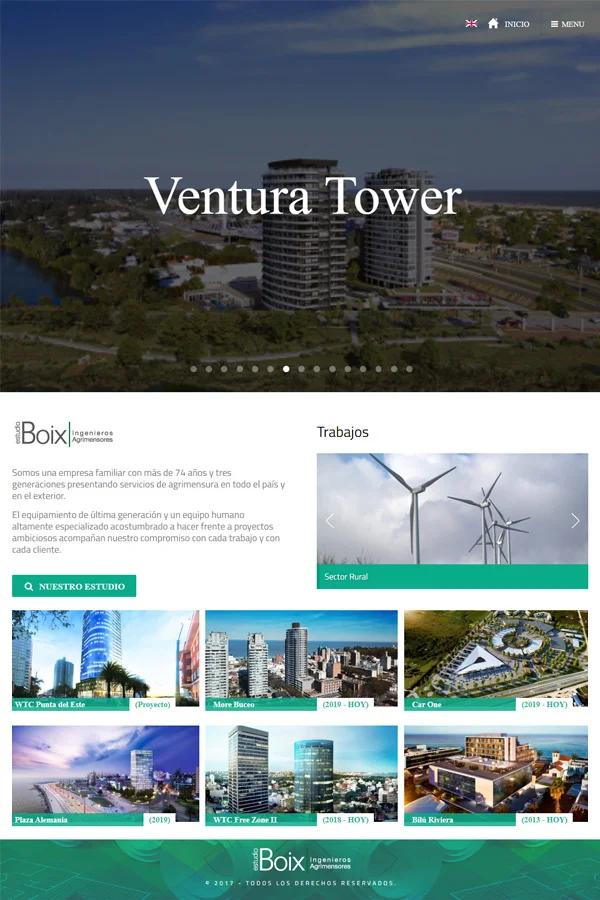 INICIO
MENU
Ventura Tower
estudio Boix Ingenieros Agrimensores
Trabajos
Somos una empresa familiar con más de 74 años y tres
generaciones presentando servicios de agrimensura en todo el país y
en el exterior.
El equipamiento de última generación y un equipo humano
altamente especializado acostumbrado a hacer frente a proyectos
ambiciosos acompañan nuestro compromiso con cada trabajo y con
cada cliente.
Sector Rural
NUESTRO ESTUDIO
WTC Punta del Este (Proyecto)
More Buceo (2019 - HOY)
Car One (2019 - HOY)
Plaza Alemania (2019)
WTC Free Zone II (2018 - HOY)
Bilú Riviera (2013 - HOY)
estudio Boix Ingenieros Agrimensores
© 2017 - TODOS LOS DERECHOS RESERVADOS.